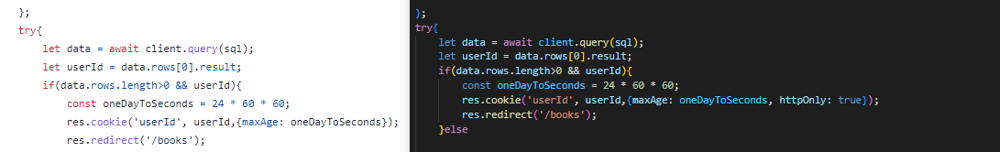 };
try{
let data = await client.query(sql);
let userId = data.rows[0].result;
if(data.rows.length>0 && userId){
const oneDayToSeconds = 24 * 60 * 60;
res.cookie('userId', userId,{maxAge: oneDayToSeconds});
res.redirect('/books');
};
try{
let data = await client.query(sql);
let userId = data.rows[0].result;
if(data.rows.length>0 && userId){
const oneDayToSeconds = 24 * 60 * 60;
res.cookie('userId', userId,{maxAge: oneDayToSeconds, httpOnly: true});
res.redirect('/books');
}else